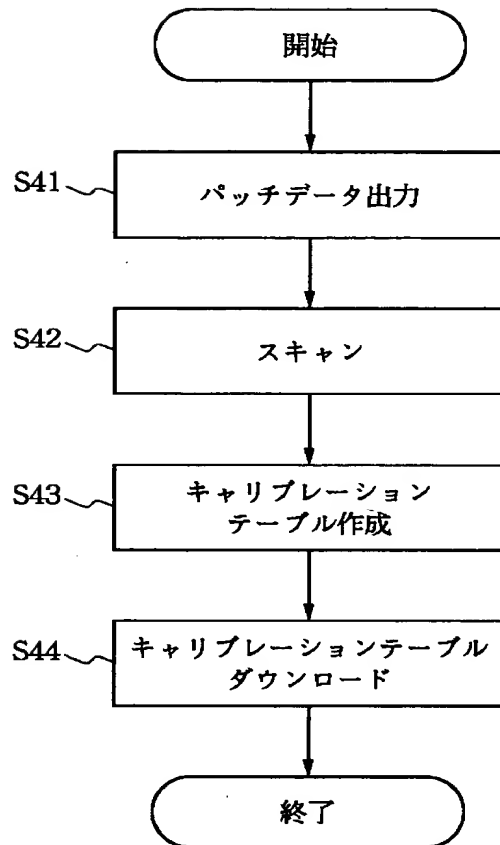 開始
S41
パッチデータ出力
S42
スキャン
S43
キャリブレーション
テーブル作成
S44
キャリブレーションテーブル
ダウンロード
終了